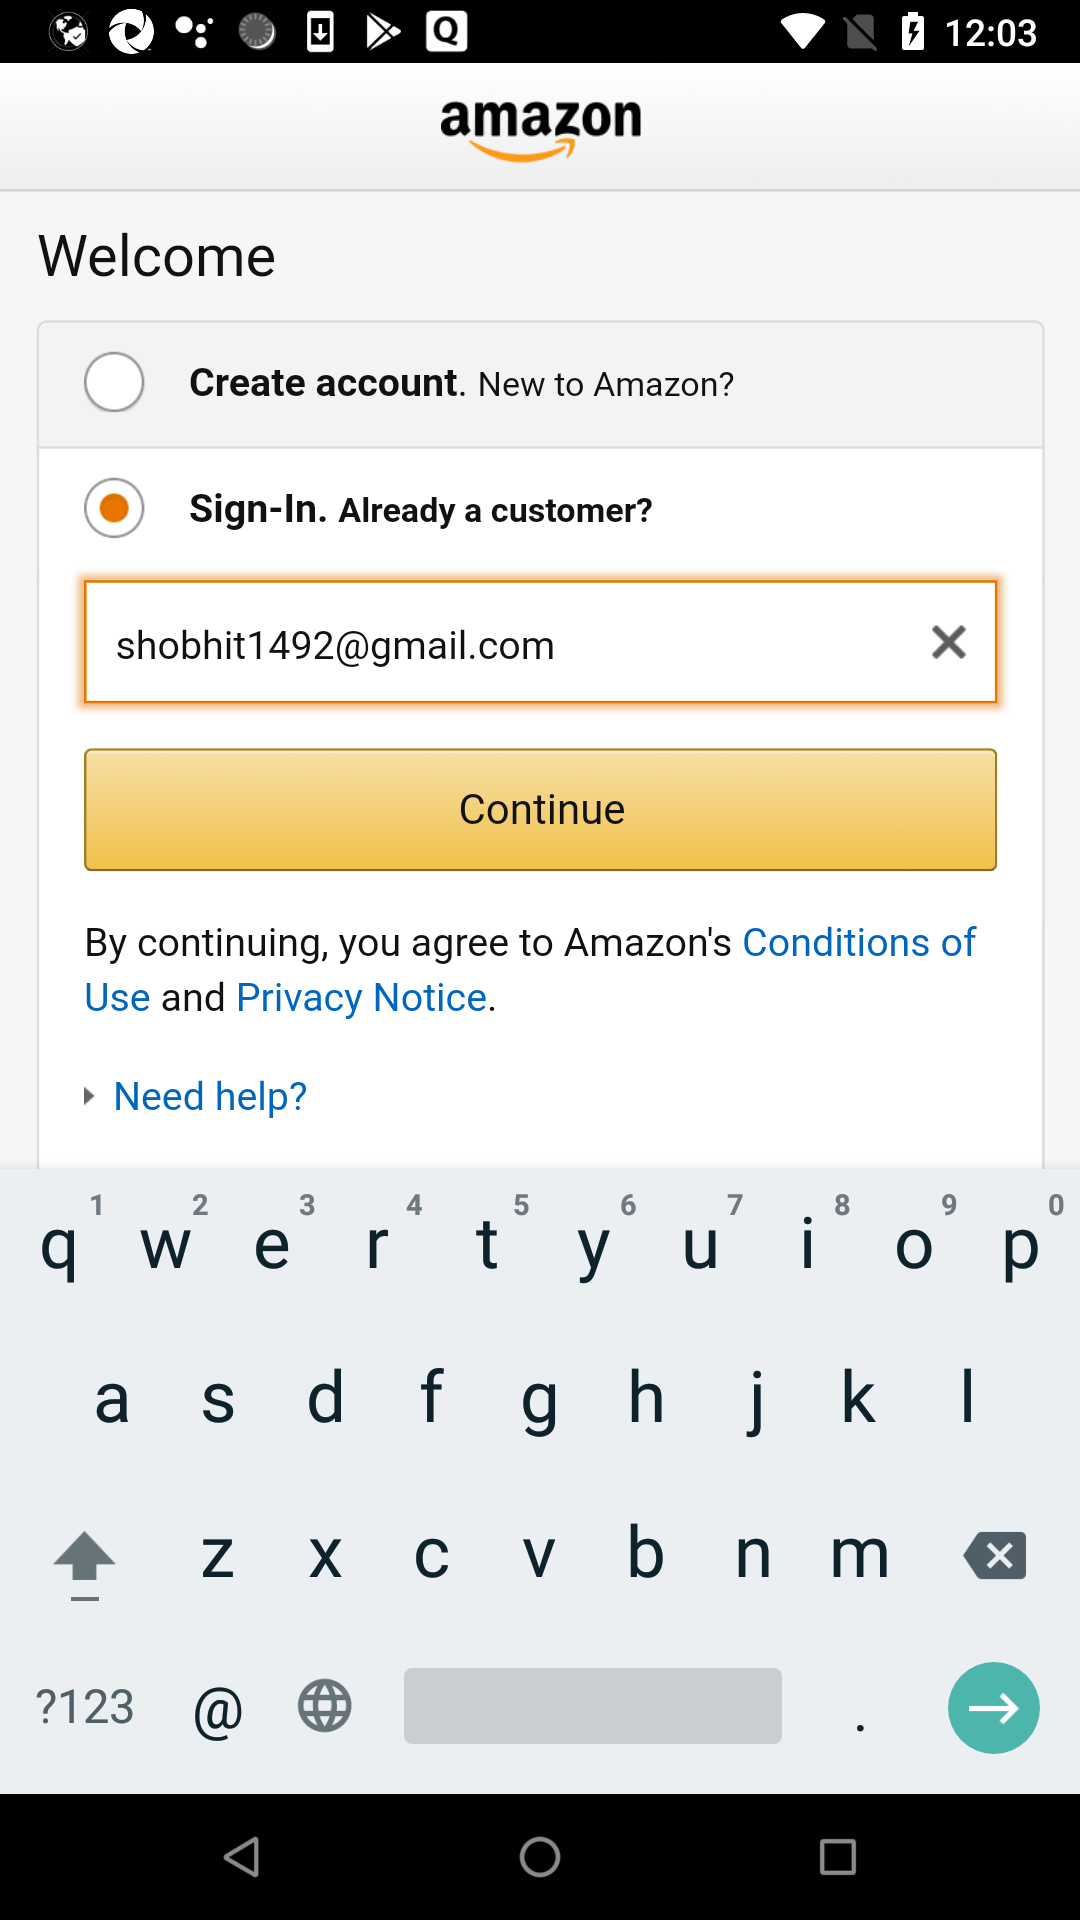 12:03
amazon
Welcome
Create account. New to Amazon?
Sign-In. Already a customer?
shobhit1492@gmail.com
Continue
By continuing, you agree to Amazon's Conditions of
Use and Privacy Notice.
Need help?
1 2 3 4 5 6 7 8 9 0
q w e r t y u i o p
a s d f g h j k l
z x c v b n m
?123 @ .